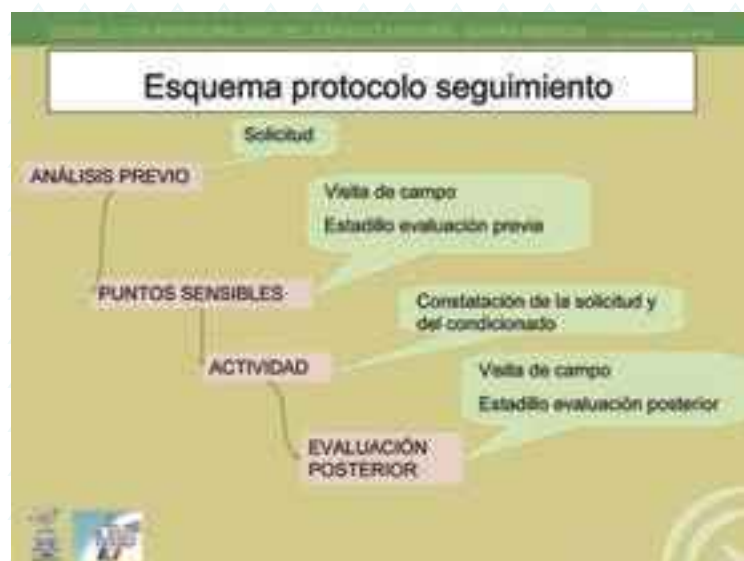 Esquema protocolo seguimiento
Solicitud
ANÁLISIS PREVIO
Visita de campo
Estadillo evaluación previa
PUNTOS SENSIBLES
Constatación de la solicitud y
del condicionado
ACTIVIDAD
Visita de campo
Estadillo evaluación posterior
EVALUACIÓN
POSTERIOR